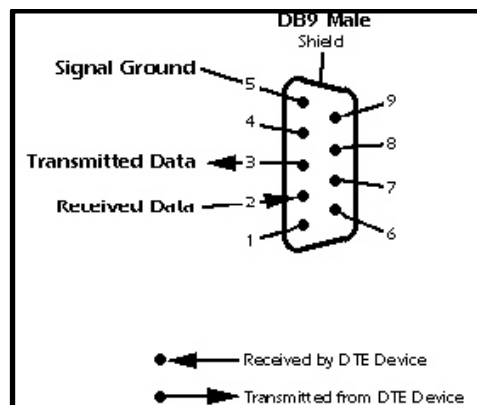 DB9 Male
Shield
Signal Ground
5
9
4
8
Transmitted Data
3
7
Received Data
2
6
1
Received by DTE Device
Transmitted from DTE Device